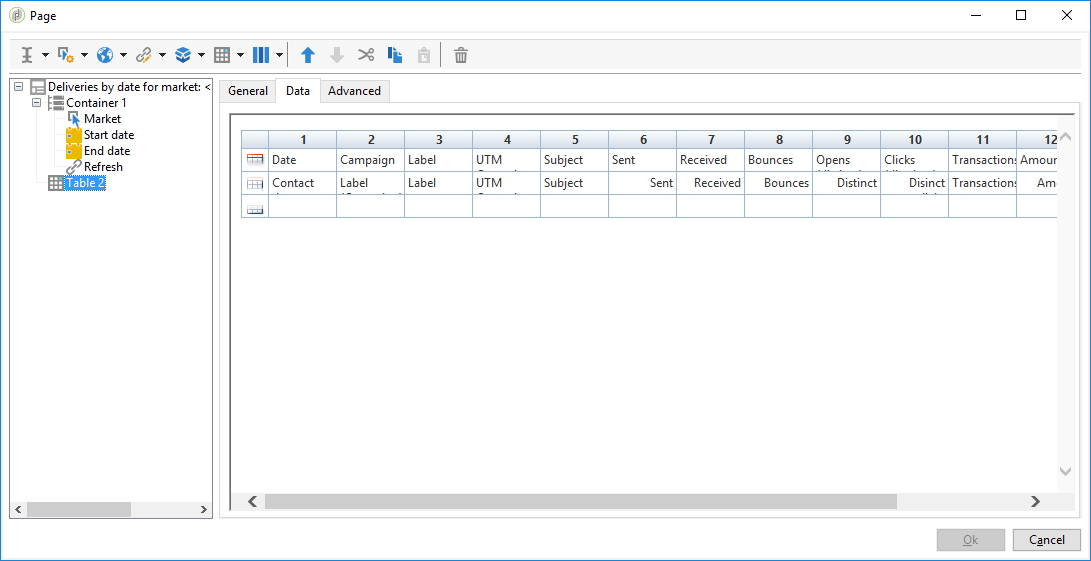 Page
Deliveries by date for market: <
Container 1
Market
Start date
End date
Refresh
Table 2
General Data Advanced
1 2 3 4 5 6 7 8 9 10 11 12
Date Campaign Label UTM Subject Sent Received Bounces Opens Clicks Transactions Amour
Contact Label Label UTM Subject Sent Received Bounces Distinct Disinct Transactions Am
Ok Cancel